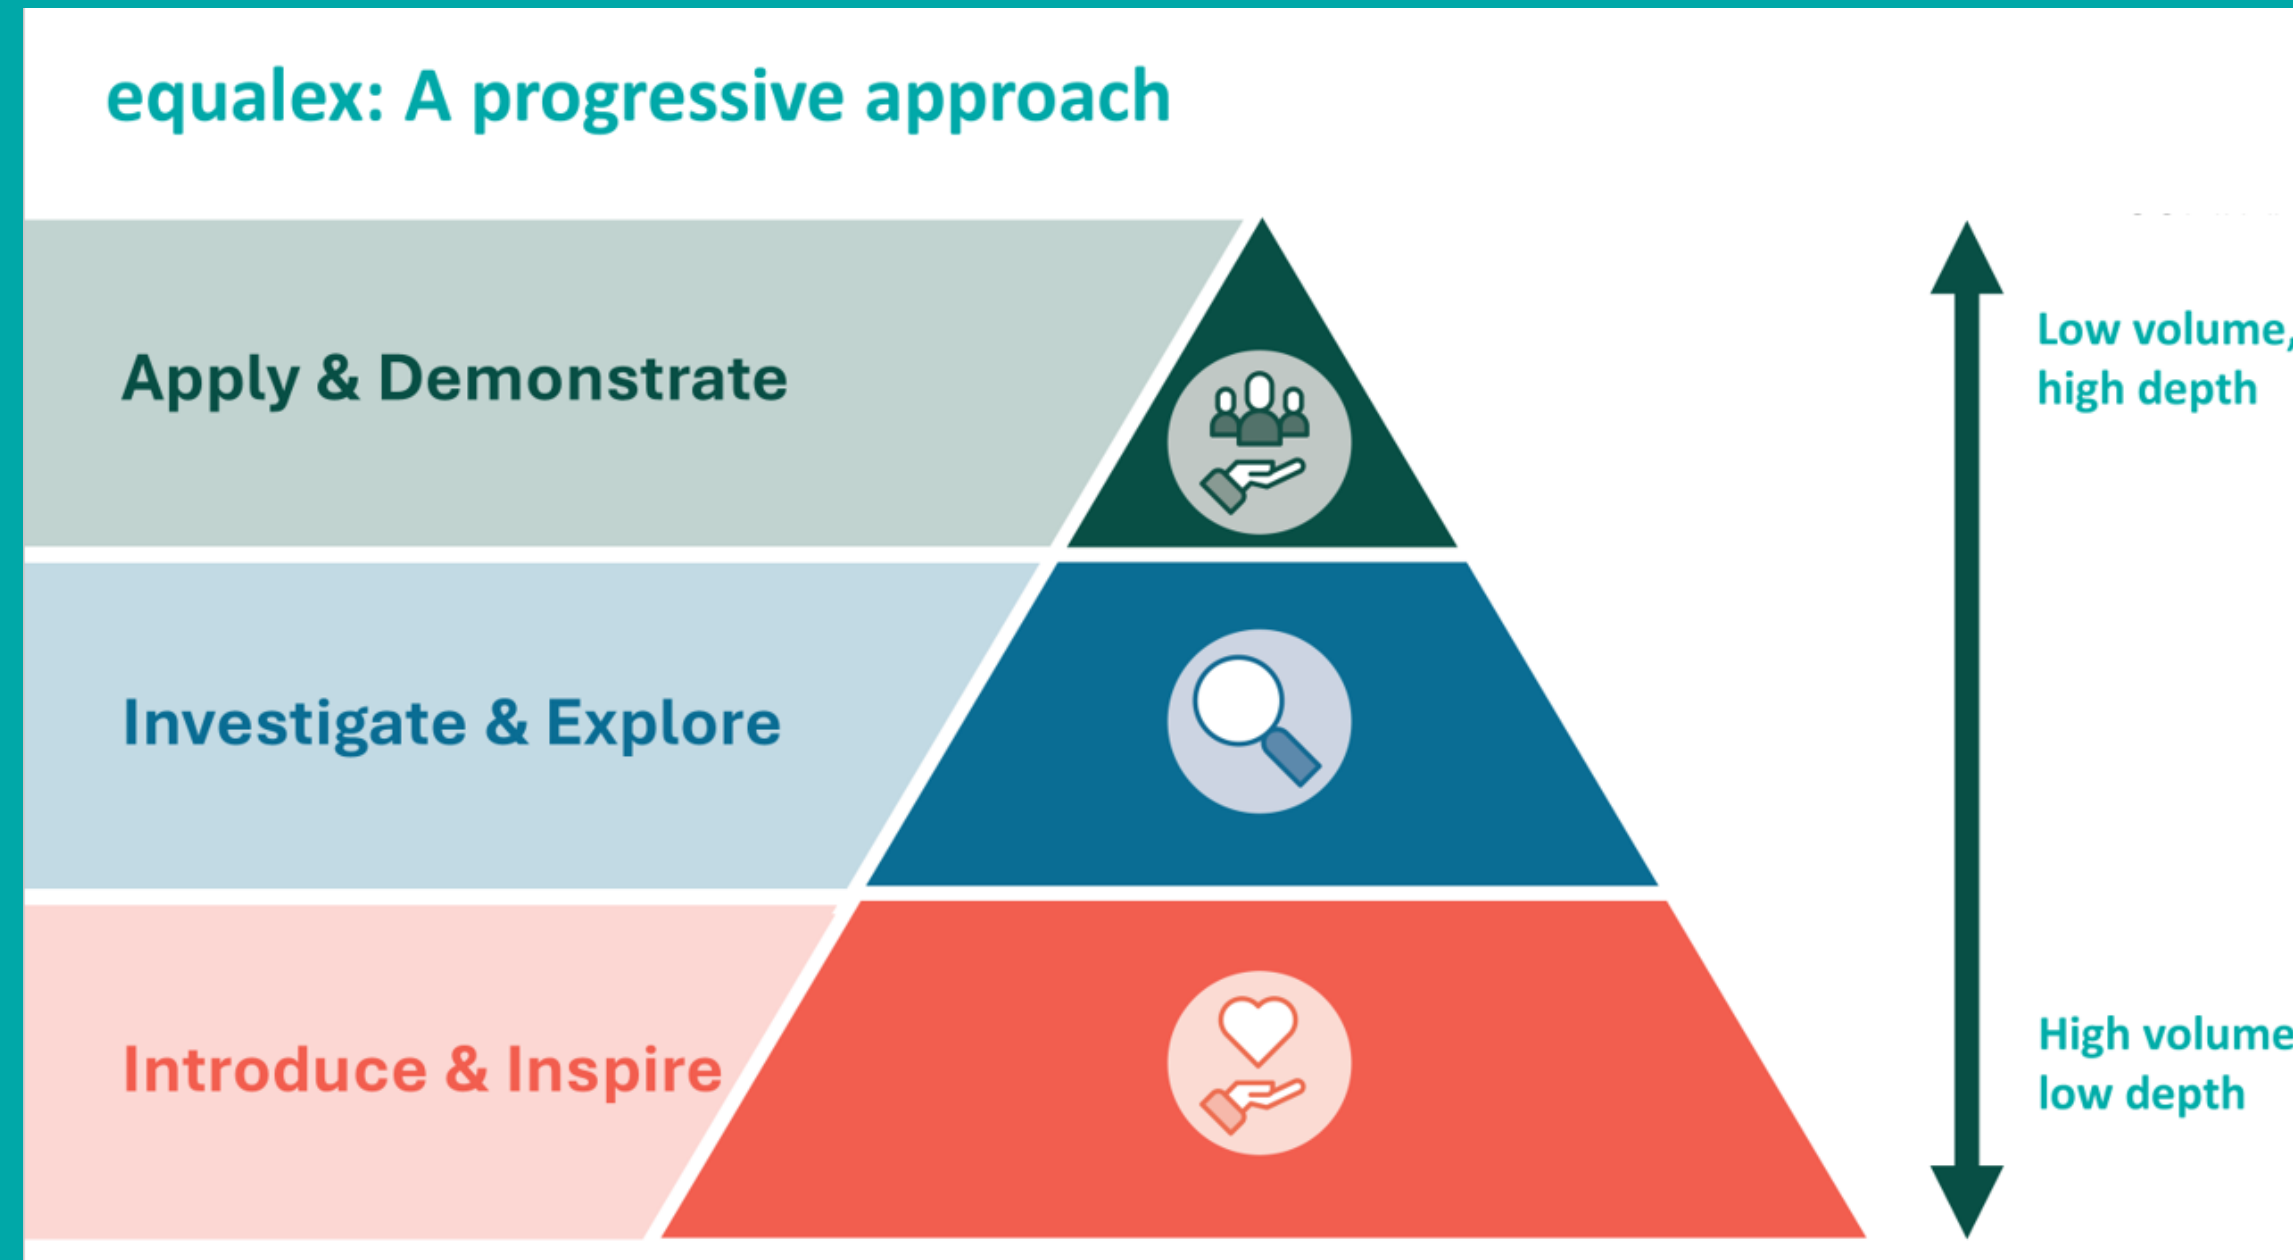 equalex: A progressive approach
Apply & Demonstrate
Low volume,
high depth
Investigate & Explore
Introduce & Inspire
High volume
low depth